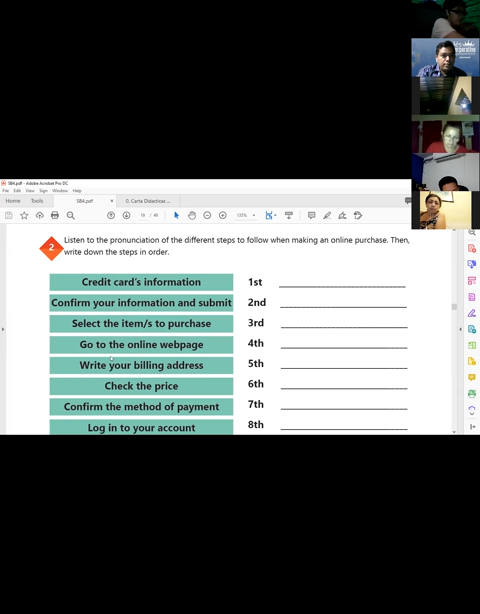 SB4.pdf - Adobe Acrobat Pro DC
File Edit View Sign Window Help
Home Tools SB4.pdf × 0. Carta Didacticae ...
18 / 49 133%
2 Listen to the pronunciation of the different steps to follow when making an online purchase. Then,
write down the steps in order.
Credit card's information 1st
Confirm your information and submit 2nd
Select the item/s to purchase 3rd
Go to the online webpage 4th
Write your billing address 5th
Check the price 6th
Confirm the method of payment 7th
Log in to your account 8th